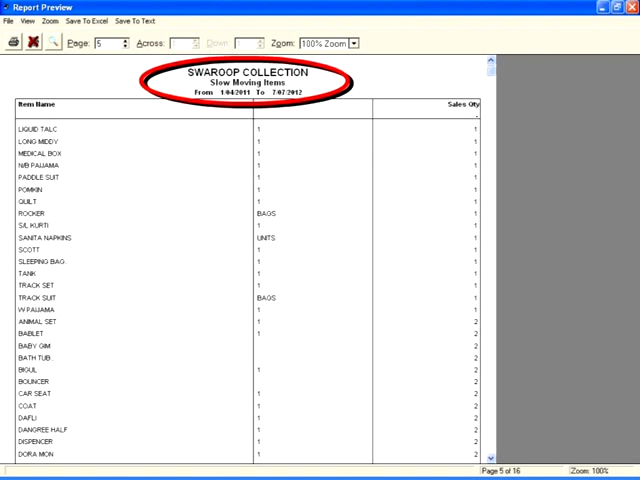 Report Preview
File View Zoom Save To Excel Save To Text
Page: 5 Across: 1 Down 1 Zoom: 100% Zoom
SWAROOP COLLECTION
Slow Moving Items
From 1/04/2011 To 7/07/2012
Item Name Sales Qty
LIQUID TALC 1 1
LONG MIDDY 1 1
MEDICAL BOX 1 1
N/B PAIJAMA 1 1
PADDLE SUIT 1 1
POMKIN 1 1
QUILT 1 1
ROCKER BAGS 1
S/L KURTI 1 1
SANITA NAPKINS UNITS 1
SCOTT 1 1
SLEEPING BAG. 1 1
TANK 1 1
TRACK SET 1 1
TRACK SUIT BAGS 1
W PAIJAMA 1 1
ANIMAL SET 1 2
BABLET 1 2
BABY GIM 2
BATH TUB. 2
BIGUL 1 2
BOUNCER 2
CAR SEAT 1 2
COAT 1 2
DAFLI 1 2
DANGREE HALF 1 2
DISPENCER 1 2
DORA MON 1 2
Page 5 of 16 Zoom: 100%